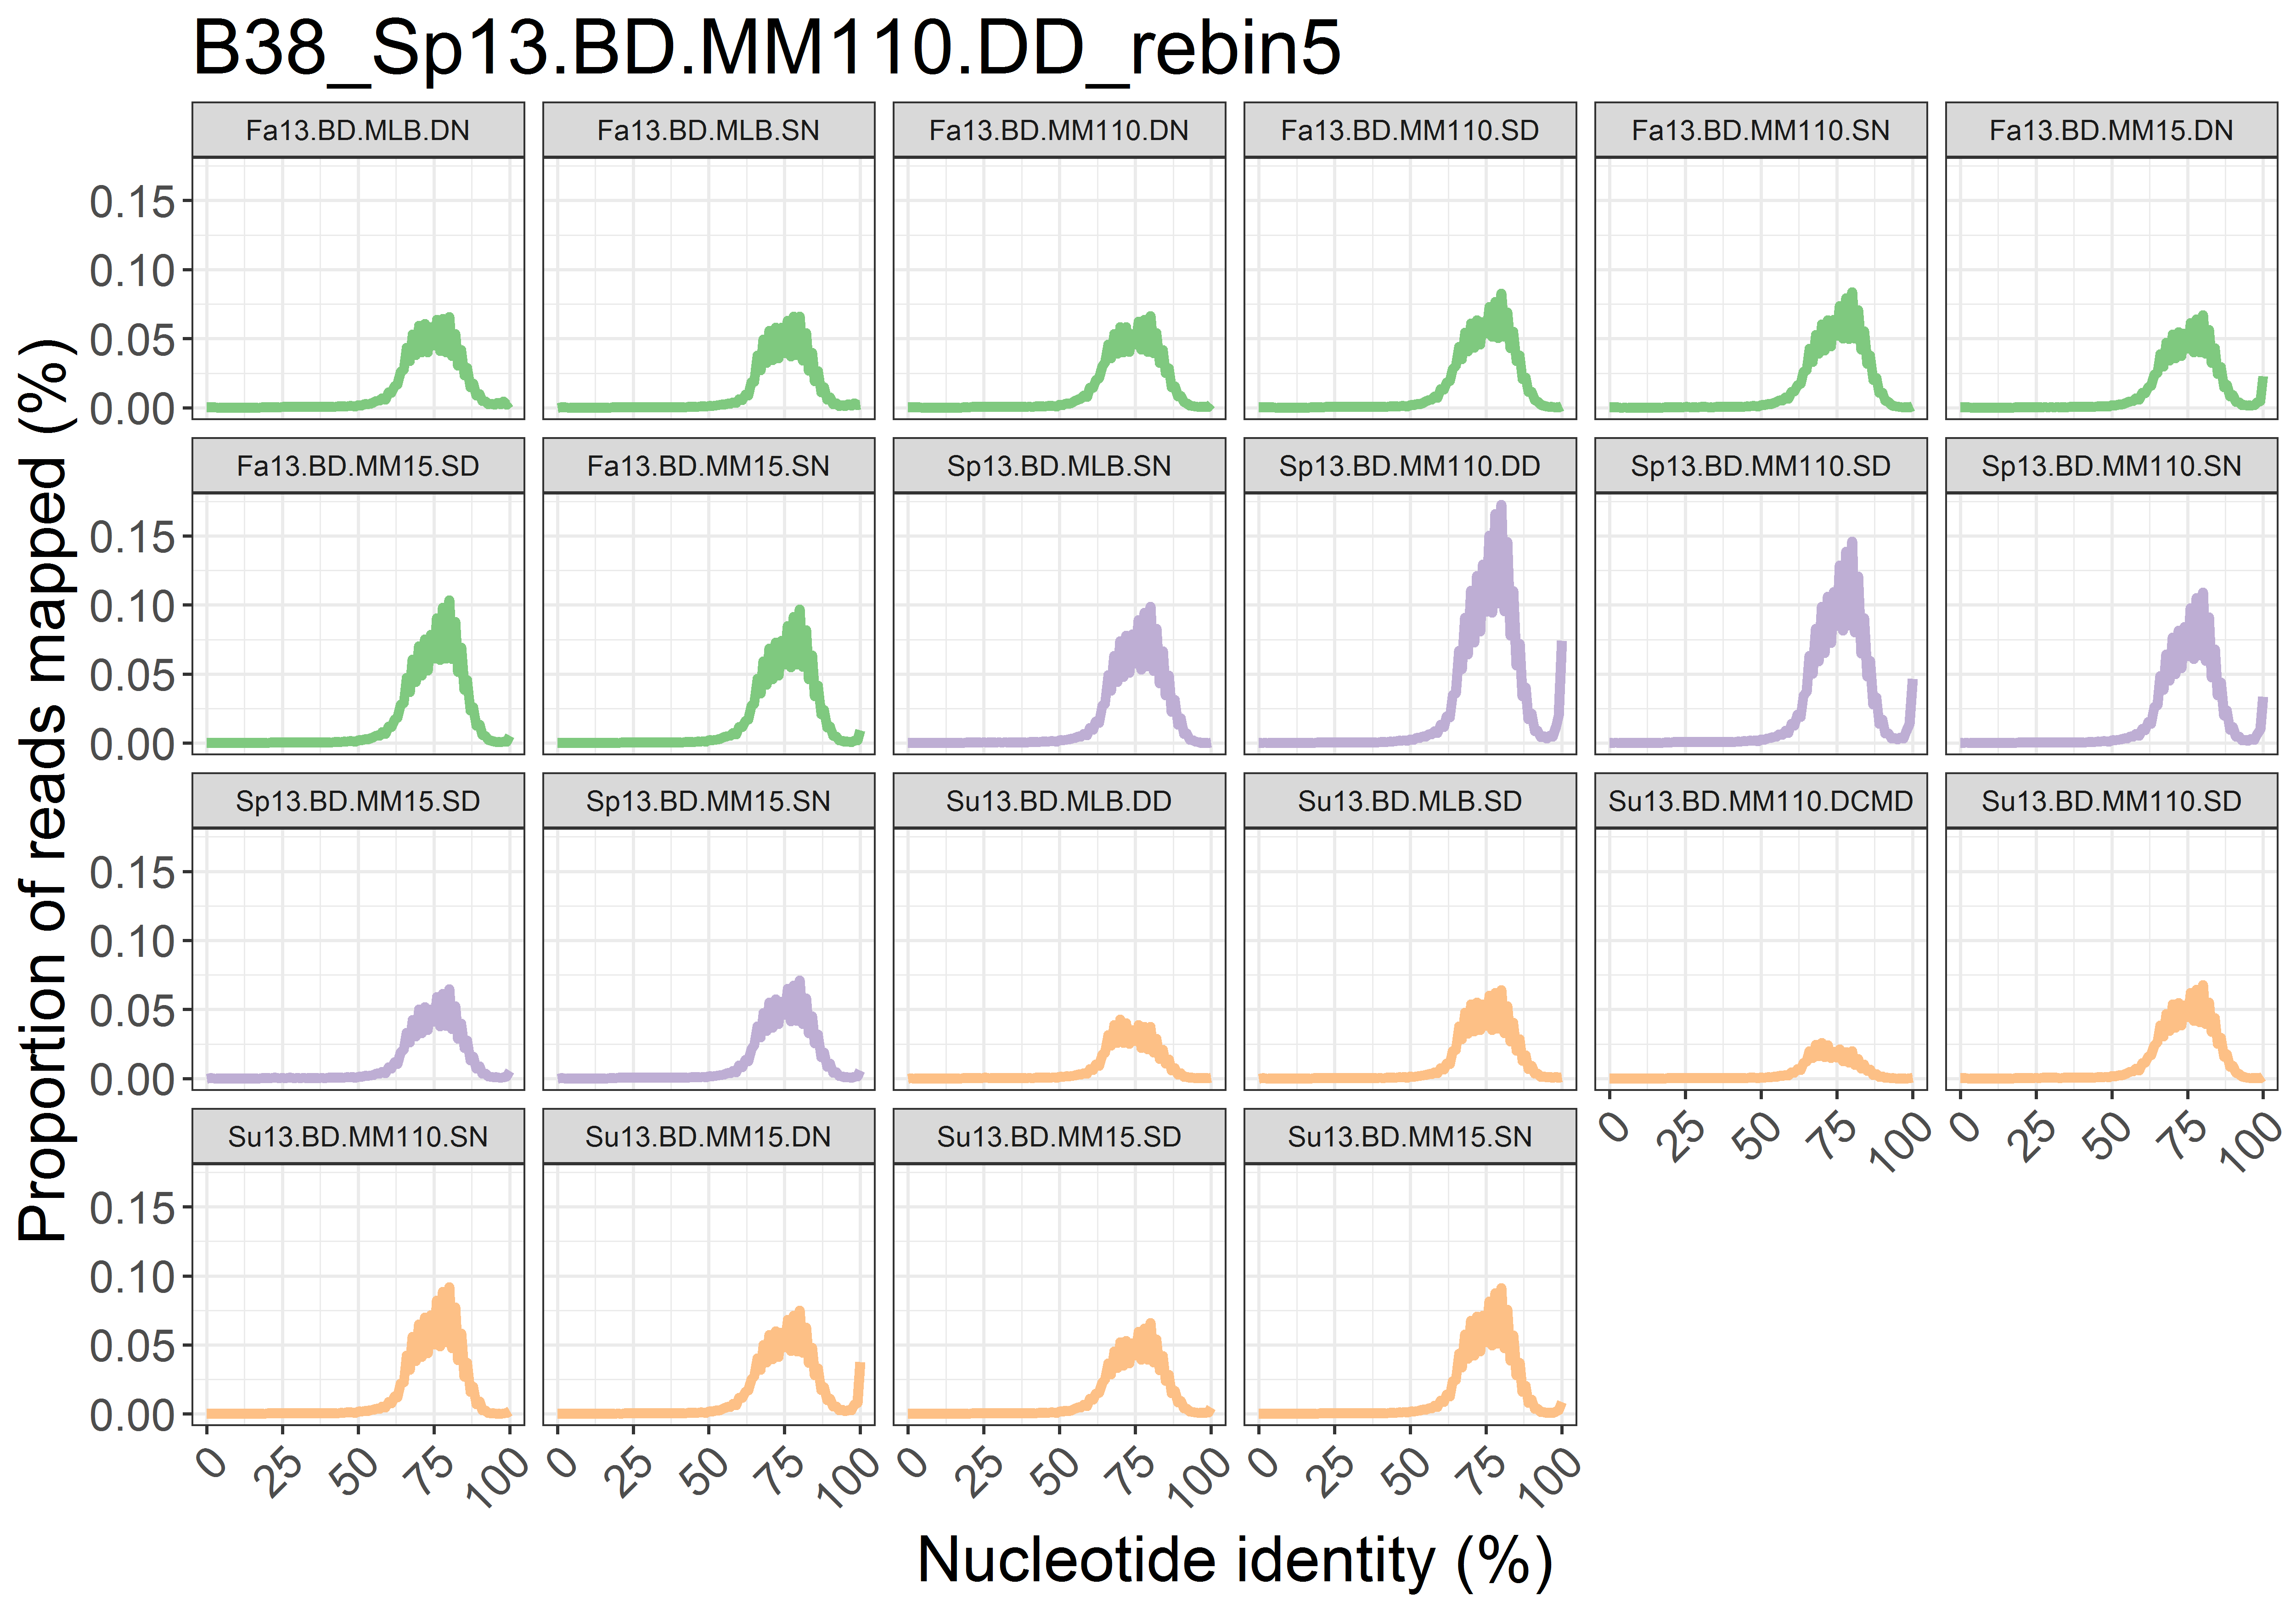 B38_Sp13.BD.MM110.DD_rebin5
Proportion of reads mapped (%)
Fa13.BD.MLB.DN Fa13.BD.MLB.SN Fa13.BD.MM110.DN Fa13.BD.MM110.SD Fa13.BD.MM110.SN Fa13.BD.MM15.DN
0.15
0.10
0.05
0.00
Fa13.BD.MM15.SD Fa13.BD.MM15.SN Sp13.BD.MLB.SN Sp13.BD.MM110.DD Sp13.BD.MM110.SD Sp13.BD.MM110.SN
0.15
0.10
0.05
0.00
Sp13.BD.MM15.SD Sp13.BD.MM15.SN Su13.BD.MLB.DD Su13.BD.MLB.SD Su13.BD.MM110.DCMD Su13.BD.MM110.SD
0.15
0.10
0.05
0.00
0 25 50 75 100 0 25 50 75 100
Su13.BD.MM110.SN Su13.BD.MM15.DN Su13.BD.MM15.SD Su13.BD.MM15.SN
0.15
0.10
0.05
0.00
0 25 50 75 100 0 25 50 75 100 0 25 50 75 100 0 25 50 75 100
Nucleotide identity (%)